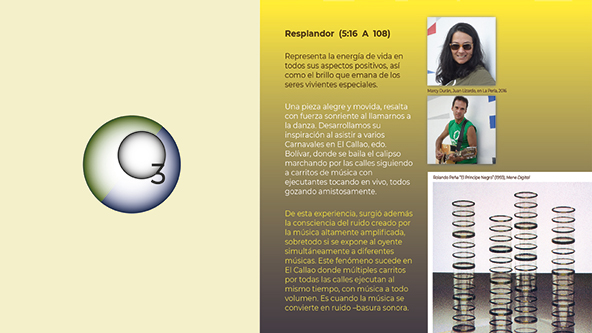 O
3
Resplandor (5:16 A 108)
Representa la energía de vida en
todos sus aspectos positivos, así
como el brillo que emana de los
seres vivientes especiales.
Una pieza alegre y movida, resalta
con fuerza sonriente al llamarnos a
la danza. Desarrollamos su
inspiración al asistir a varios
Carnavales en El Callao, edo.
Bolívar, donde se baila el calipso
marchando por las calles siguiendo
a carritos de música con
ejecutantes tocando en vivo, todos
gozando amistosamente.
De esta experiencia, surgió además
la consciencia del ruido creado por
la música altamente amplificada,
sobretodo si se expone al oyente
simultáneamente a diferentes
músicas. Este fenómeno sucede en
El Callao donde múltiples carritos
por todas las calles ejecutan al
mismo tiempo, con música a todo
volumen. Es cuando la música se
convierte en ruido –basura sonora.
Marcy Durán, Juan Lizardo, en La Peña, 2016
Rolando Peña "El Príncipe Negro" (1993), Mene Digital